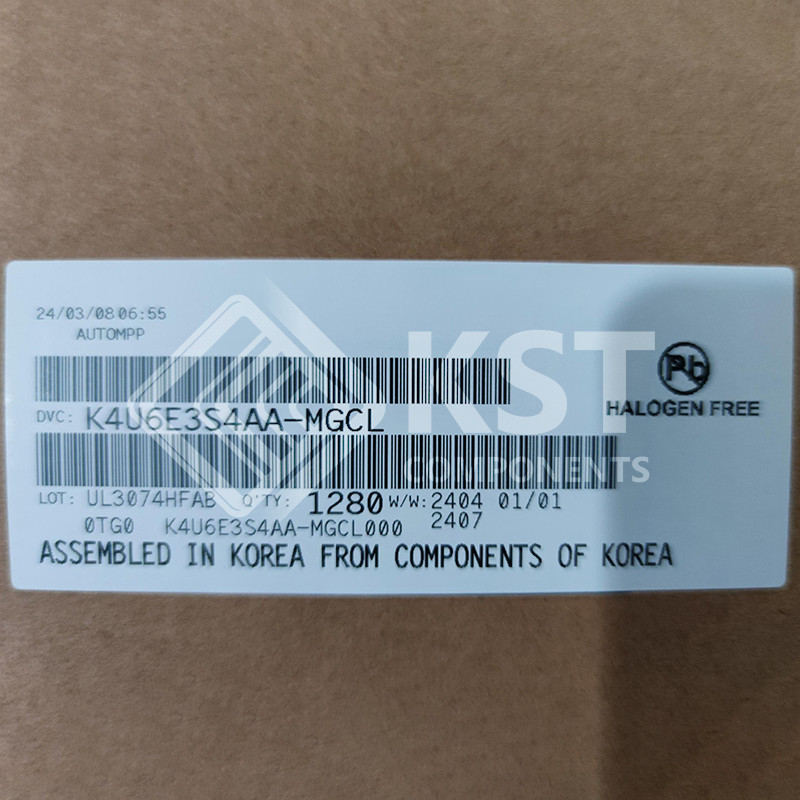 24/03/08 06:55
AUTOMPP
DVC: K4U6E3S4AA-MGCL
LOT: UL3074HFAB Q'TY: 1280 W/W: 2404 01/01
0TG0 K4U6E3S4AA-MGCL000 2407
ASSEMBLED IN KOREA FROM COMPONENTS OF KOREA
Pb
HALOGEN FREE
KST
COMPONENTS